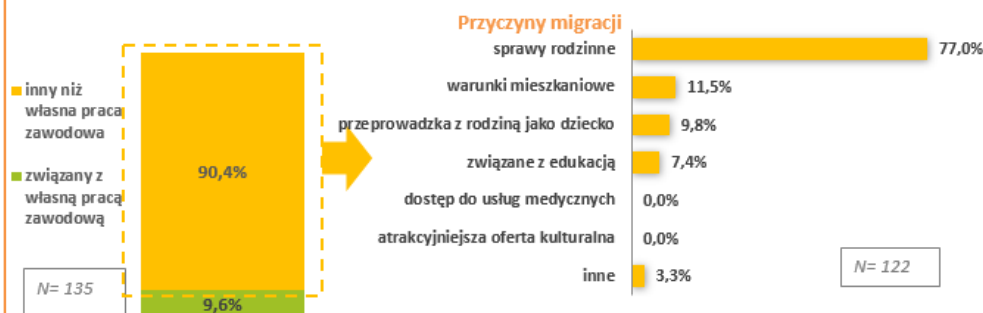 Przyczyny migracji
inny niż
własna praca
zawodowa
związany z
własną pracą
zawodową
90,4%
9,6%
N= 135
sprawy rodzinne 77,0%
warunki mieszkaniowe 11,5%
przeprowadzka z rodziną jako dziecko 9,8%
związane z edukacją 7,4%
dostęp do usług medycznych 0,0%
atrakcyjniejsza oferta kulturalna 0,0%
inne 3,3%
N= 122